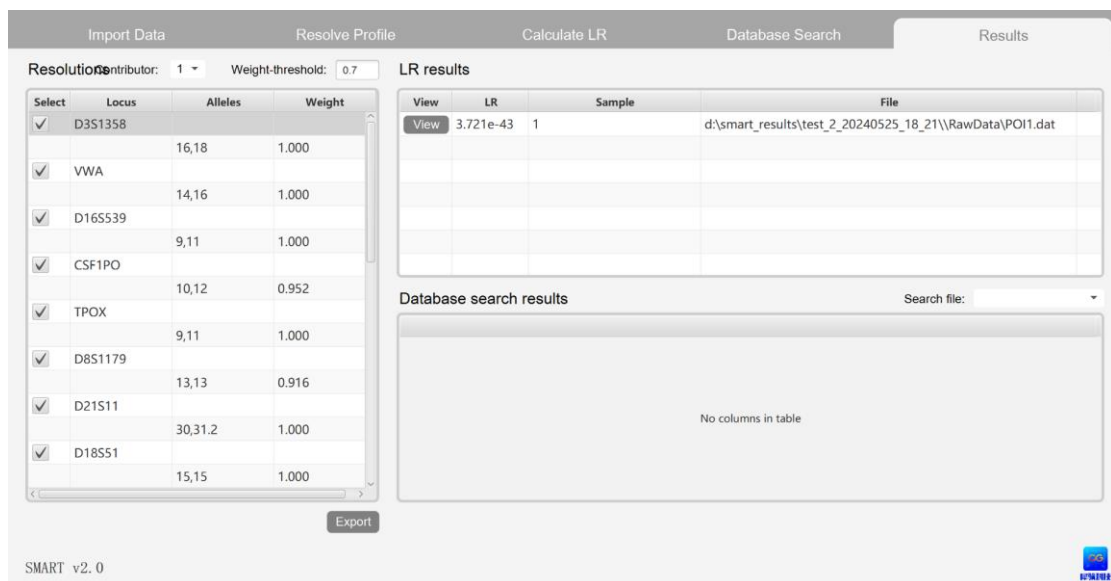 Import Data Resolve Profile Calculate LR Database Search Results
Resolutions Contributor: 1 Weight-threshold: 0.7
Select Locus Alleles Weight
D3S1358
16,18 1.000
VWA
14,16 1.000
D16S539
9,11 1.000
CSF1PO
10,12 0.952
TPOX
9,11 1.000
D8S1179
13,13 0.916
D21S11
30,31.2 1.000
D18S51
15,15 1.000
Export
LR results
View LR Sample File
View 3.721e-43 1 d:\smart_results\test_2_20240525_18_21\\RawData\POI1.dat
Database search results Search file:
No columns in table
SMART v2.0